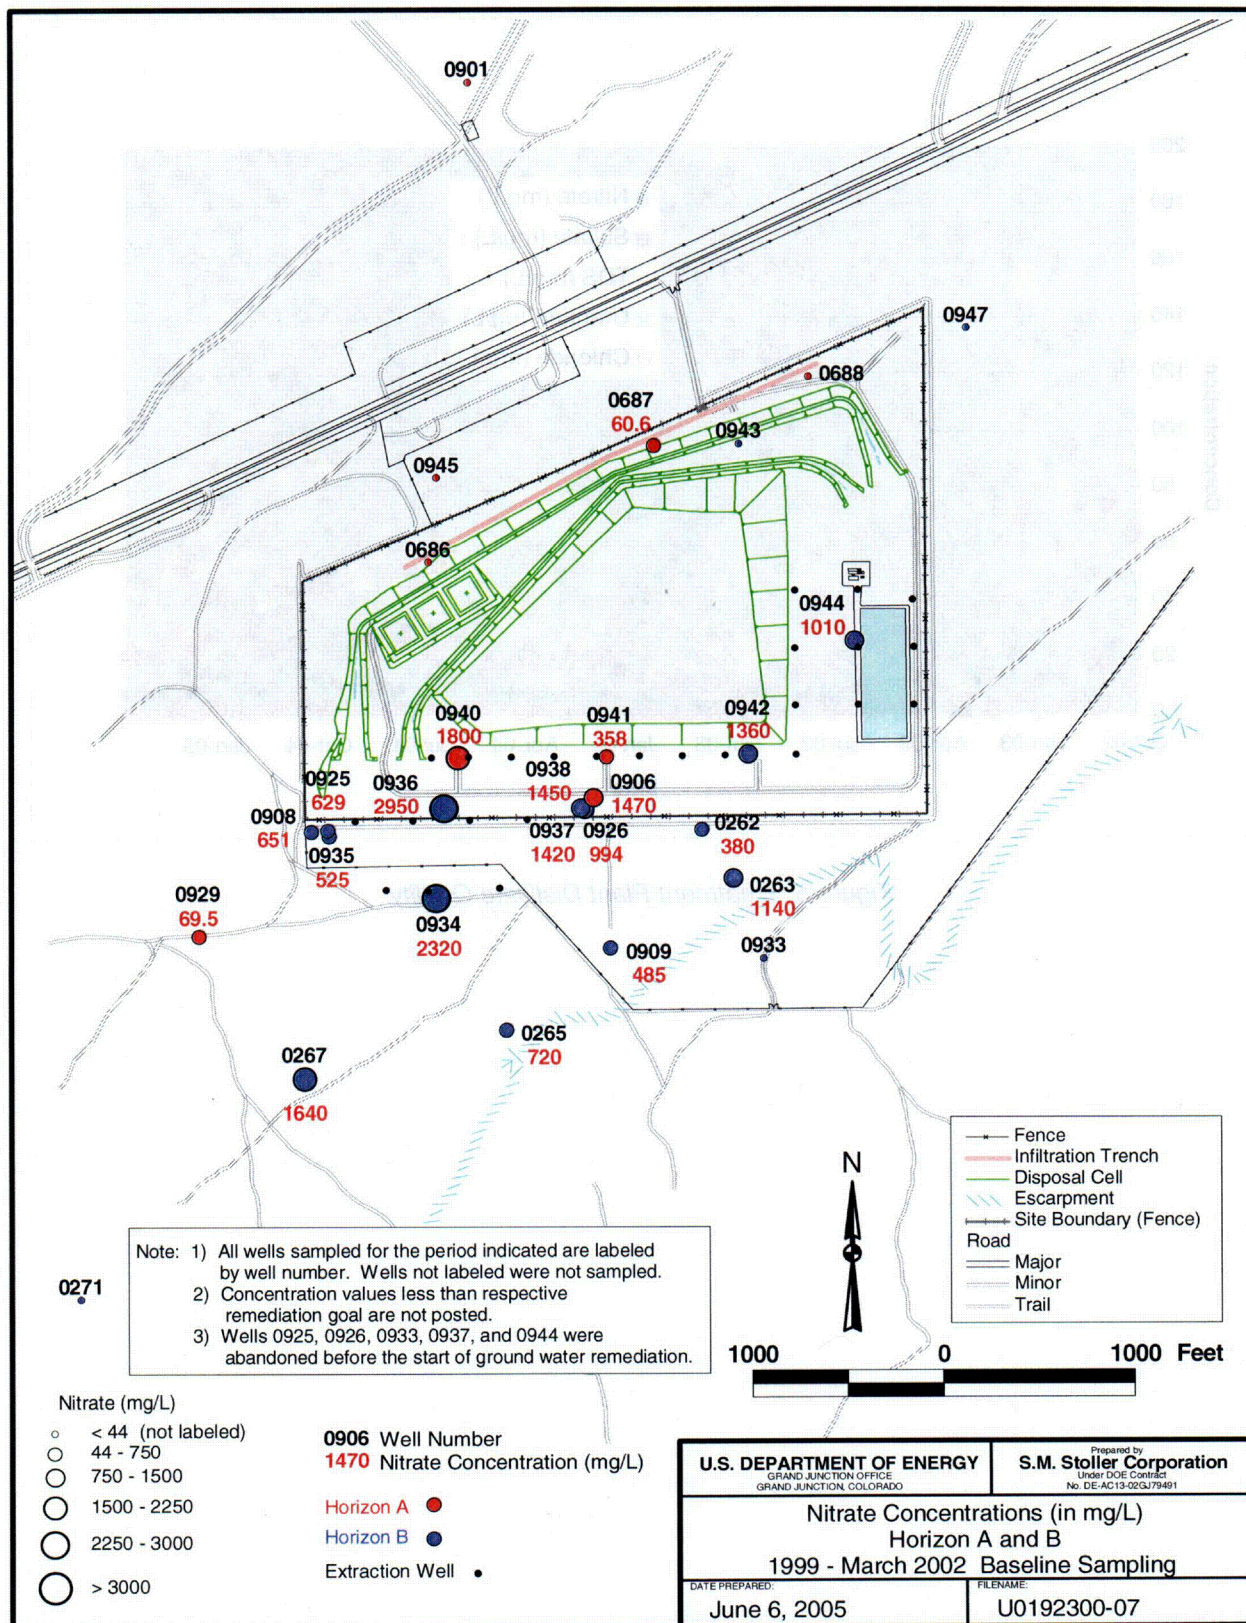 0901
0947
0688
0687
60.6
0943
0945
0686
0944
1010
0940
1800
0941
358
0942
1360
0925
629
0936
2950
0938
1450
0906
1470
0908
651
0937
1420
0926
994
0262
380
0935
525
0263
1140
0929
69.5
0934
2320
0909
485
0933
0265
720
0267
1640
0271
Fence
Infiltration Trench
Disposal Cell
Escarpment
Site Boundary (Fence)
Road
Major
Minor
Trail
N
Note: 1) All wells sampled for the period indicated are labeled
by well number. Wells not labeled were not sampled.
2) Concentration values less than respective
remediation goal are not posted.
3) Wells 0925, 0926, 0933, 0937, and 0944 were
abandoned before the start of ground water remediation.
1000 0 1000 Feet
Nitrate (mg/L)
< 44 (not labeled)
44 - 750
750 - 1500
1500 - 2250
2250 - 3000
> 3000
0906 Well Number
1470 Nitrate Concentration (mg/L)
Horizon A
Horizon B
Extraction Well
U.S. DEPARTMENT OF ENERGY
GRAND JUNCTION OFFICE
GRAND JUNCTION, COLORADO
Prepared by
S.M. Stoller Corporation
Under DOE Contract
No. DE-AC13-02GJ79491
Nitrate Concentrations (in mg/L)
Horizon A and B
1999 - March 2002 Baseline Sampling
DATE PREPARED:
June 6, 2005
FILENAME:
U0192300-07